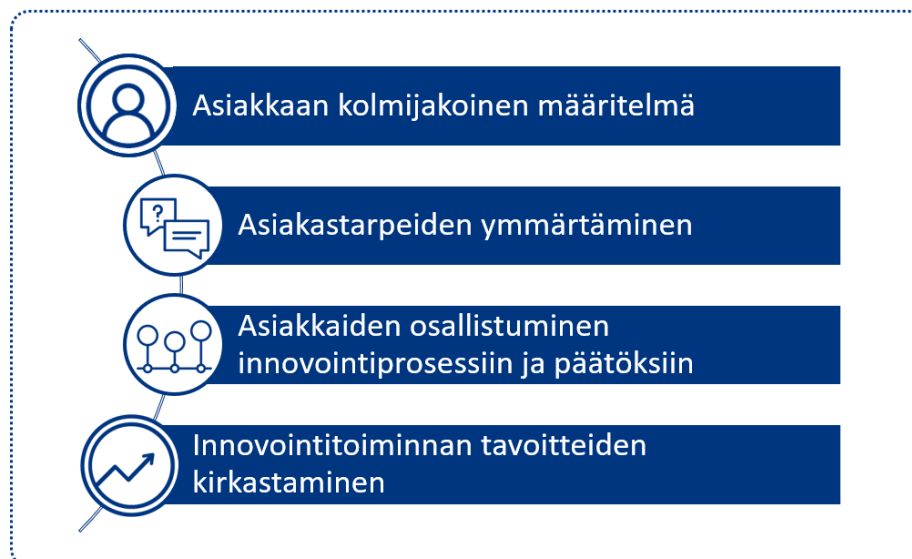 Asiakkaan kolmijakoinen määritelmä
?
Asiakastarpeiden ymmärtäminen
Asiakkaiden osallistuminen
innovointiprosessiin ja päätöksiin
Innovointitoiminnan tavoitteiden
kirkastaminen